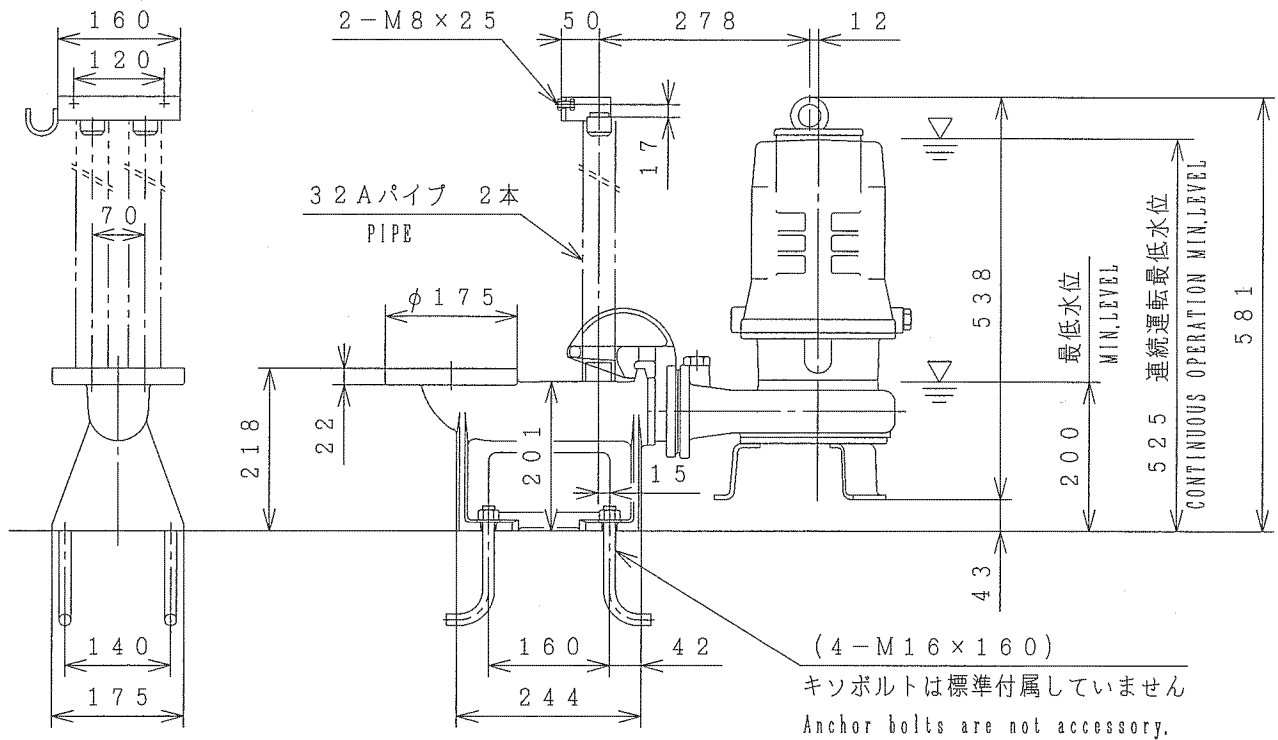 160
120
2-M8×25
50
278
12
17
32Aパイプ 2本
PIPE
70
φ175
218
22
201
15
538
最低水位
MIN.LEVEL
200
525 連続運転最低水位
CONTINUOUS OPERATION MIN.LEVEL
581
43
140
175
160
42
244
(4-M16×160)
キソボルトは標準付属していません
Anchor bolts are not accessory.